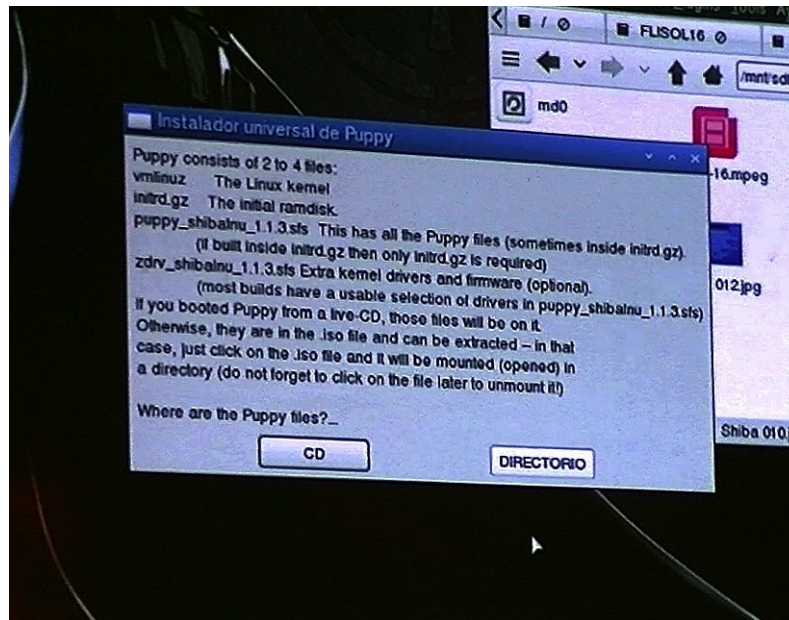 Tools
/
FLISOL16
md0
Instalador universal de Puppy
Puppy consists of 2 to 4 files:
vmlinuz The Linux kernel
initrd.gz The initial ramdisk.
puppy_shibaInu_1.1.3.sfs This has all the Puppy files (sometimes inside initrd.gz).
(if built inside initrd.gz then only initrd.gz is required)
zdrv_shibaInu_1.1.3.sfs Extra kernel drivers and firmware (optional).
(most builds have a usable selection of drivers in puppy_shibaInu_1.1.3.sfs)
If you booted Puppy from a live-CD, those files will be on it.
Otherwise, they are in the .iso file and can be extracted – in that
case, just click on the .iso file and it will be mounted (opened) in
a directory (do not forget to click on the file later to unmount it!)
Where are the Puppy files?_
CD
DIRECTORIO
-16.mpeg
012.jpg
Shiba 010.